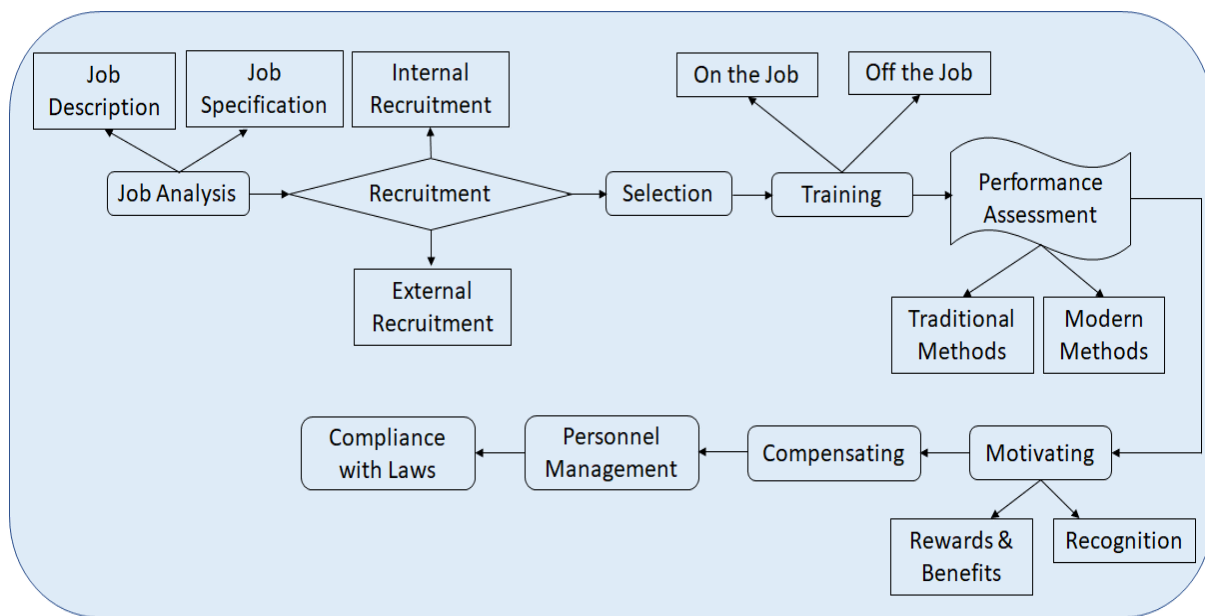 Job
Description
Job
Specification
Internal
Recruitment
On the Job
Off the Job
Job Analysis
Recruitment
Selection
Training
Performance
Assessment
External
Recruitment
Traditional
Methods
Modern
Methods
Compliance
with Laws
Personnel
Management
Compensating
Motivating
Rewards &
Benefits
Recognition